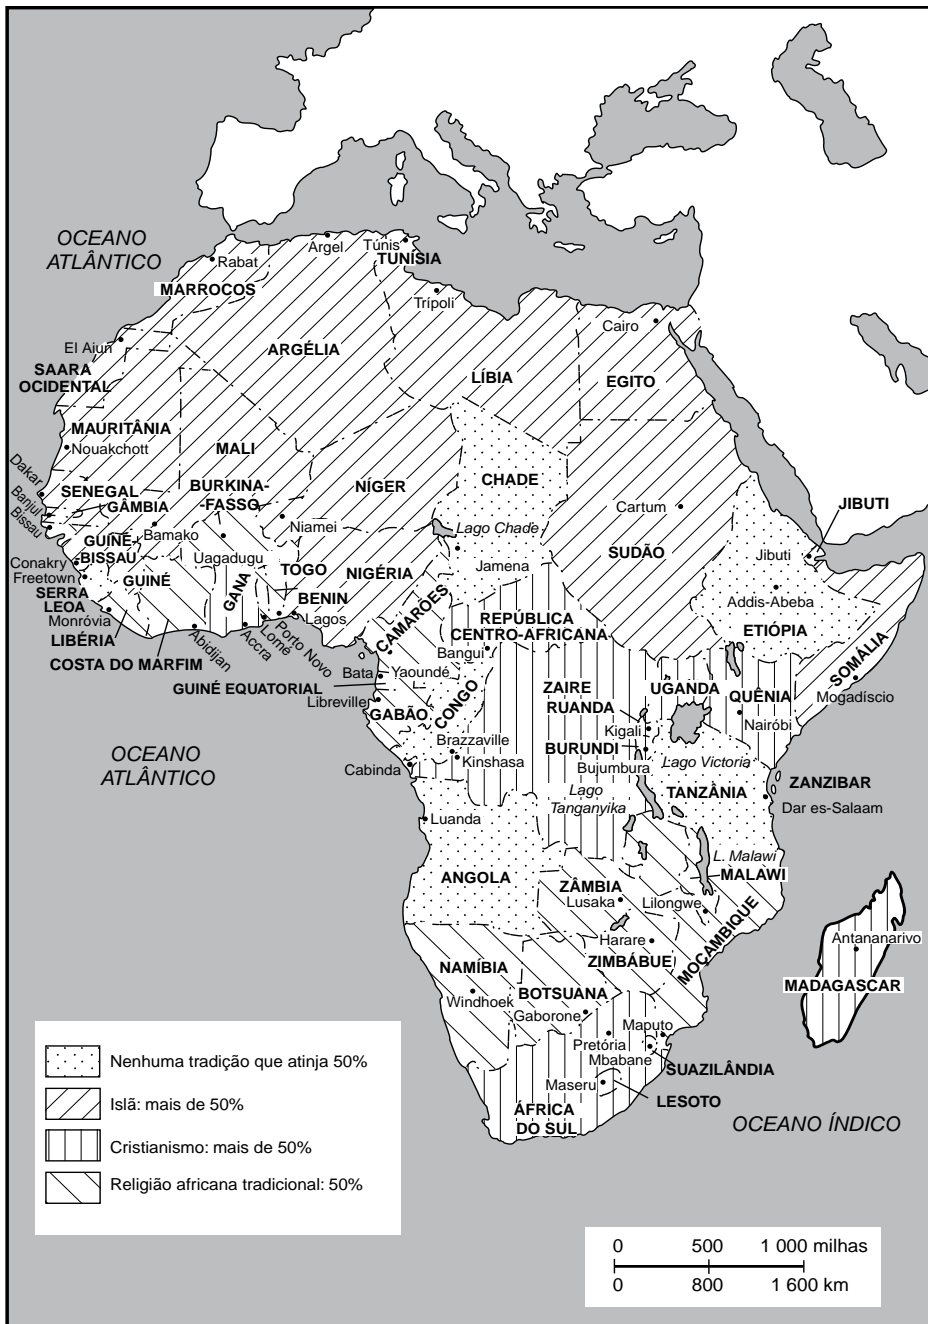 OCEANO
ATLÂNTICO
Rabat
Argel
Túnis
TUNÍSIA
MARROCOS
Trípoli
Cairo
El Aiun
ARGÉLIA
SAARA
OCIDENTAL
LÍBIA
EGITO
MAURITÂNIA
Nouakchott
MALI
CHADE
Dakar
Banjul
Bissau
SENEGAL
GÂMBIA
BURKINA-
-FASSO
NÍGER
Niamei
Lago Chade
Cartum
JIBUTI
GUINÉ-
BISSAU
Bamako
Uagadugu
SUDÃO
Jibuti
Conakry
Freetown
GUINÉ
TOGO
NIGÉRIA
Jamena
SERRA
LEOA
GANA
BENIN
Lagos
CAMARÕES
REPÚBLICA
CENTRO-AFRICANA
Addis-Abeba
ETIÓPIA
Monróvia
LIBÉRIA
COSTA DO MARFIM
Abidijan
Accra
Lomé
Porto Novo
Bangui
SOMÁLIA
Bata
Yaoundé
GUINÉ EQUATORIAL
Libreville
GABÃO
CONGO
ZAIRE
RUANDA
UGANDA
QUÊNIA
Mogadíscio
Kigali
Nairóbi
OCEANO
ATLÂNTICO
Brazzaville
Kinshasa
Cabinda
BURUNDI
Bujumbura
Lago Victoria
Lago
Tanganyika
TANZÂNIA
ZANZIBAR
Dar es-Salaam
Luanda
L. Malawi
MALAWI
ANGOLA
ZÂMBIA
Lusaka
Lilongwe
MOÇAMBIQUE
Harare
ZIMBÁBUE
Antananarivo
MADAGASCAR
NAMÍBIA
Windhoek
BOTSUANA
Gaborone
Maputo
Pretória
Mbabane
SUAZILÂNDIA
Maseru
LESOTO
ÁFRICA
DO SUL
OCEANO ÍNDICO
Nenhuma tradição que atinja 50%
Islã: mais de 50%
Cristianismo: mais de 50%
Religião africana tradicional: 50%
0 500 1 000 milhas
0 800 1 600 km